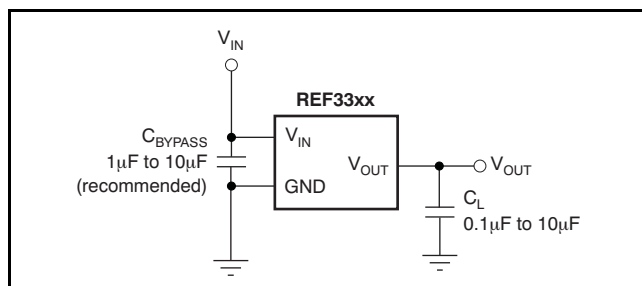 V_IN
REF33xx
C_BYPASS
1μF to 10μF
(recommended)
V_IN
GND
V_OUT
V_OUT
C_L
0.1μF to 10μF